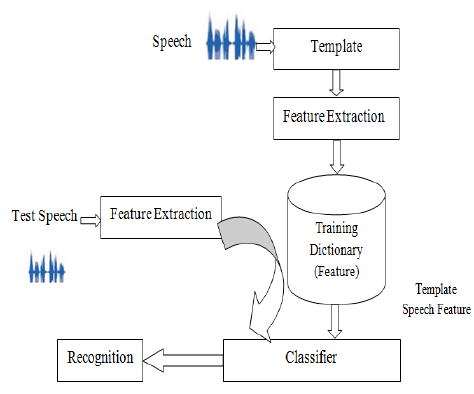 Speech
Template
Feature Extraction
Test Speech
Feature Extraction
Training
Dictionary
(Feature)
Template
Speech Feature
Recognition
Classifier